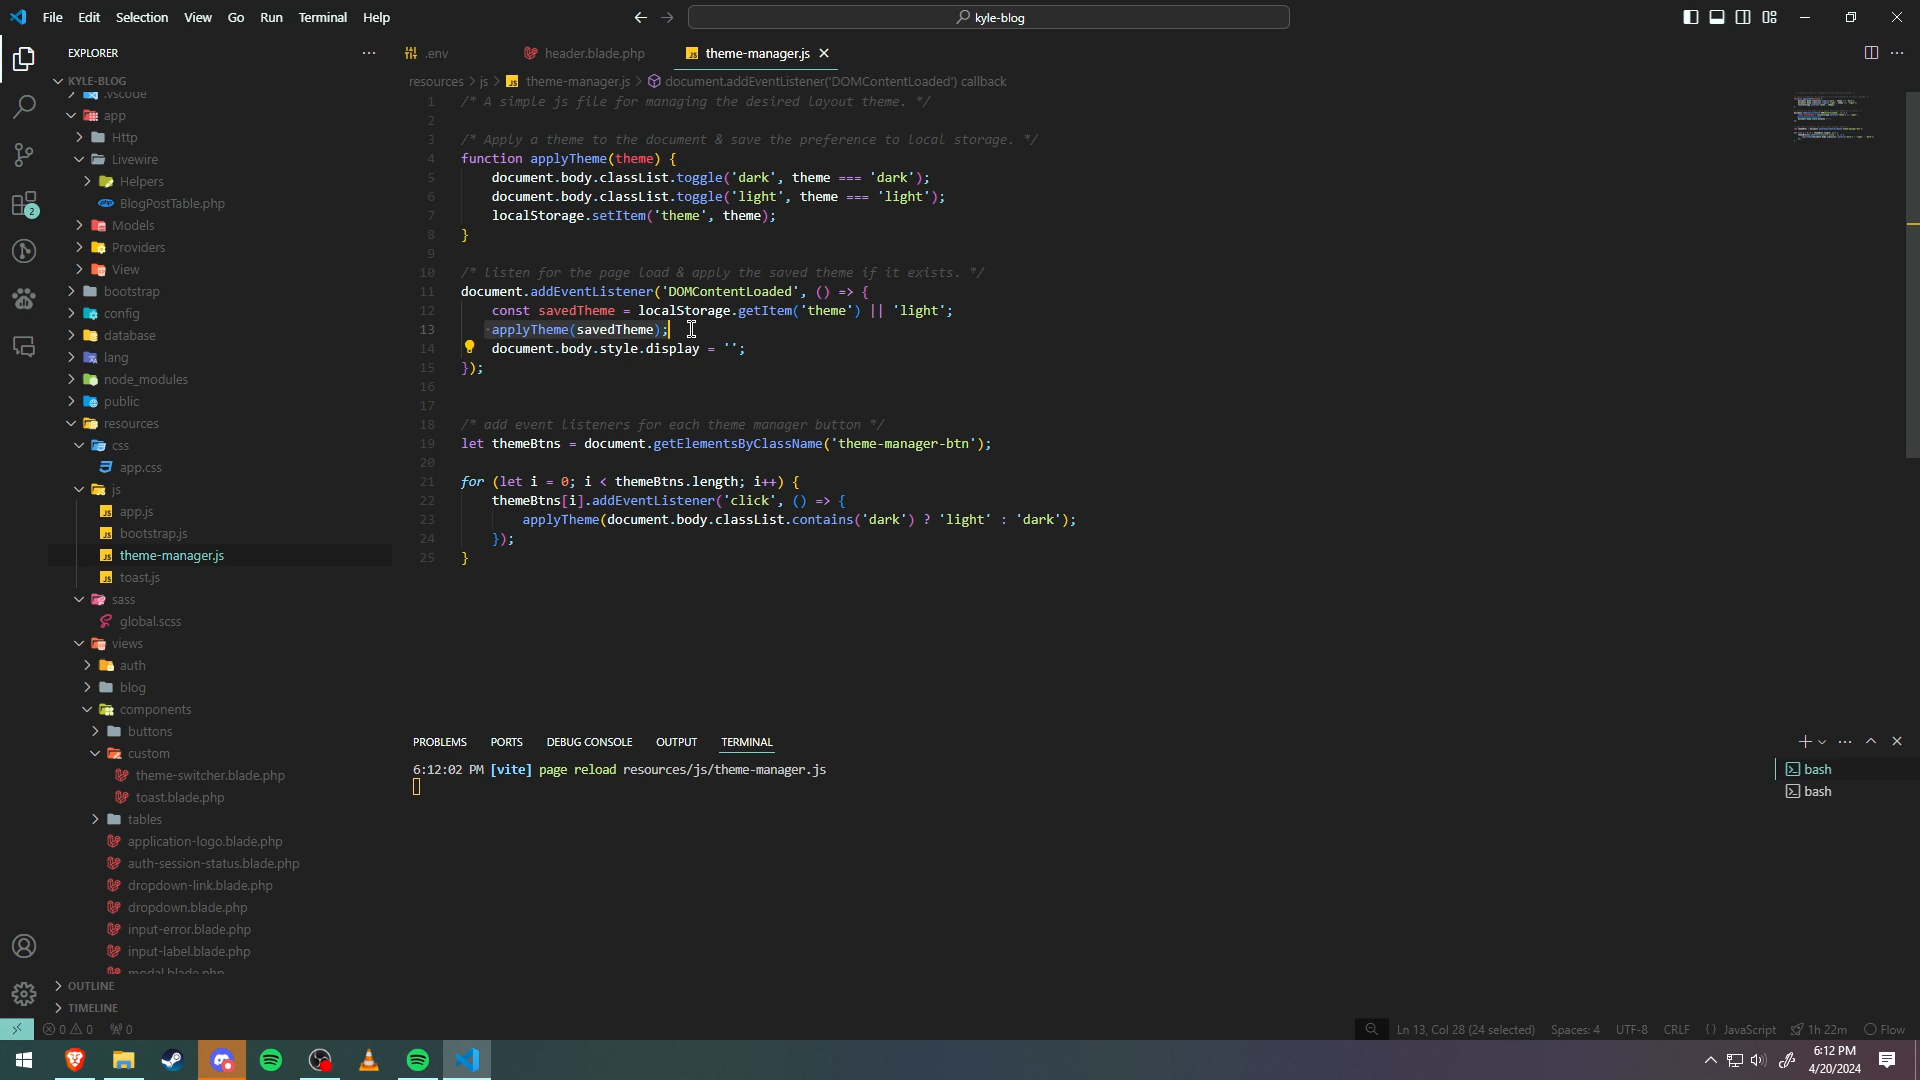 File Edit Selection View Go Run Terminal Help
kyle-blog
EXPLORER
KYLE-BLOG
.vscode
app
Http
Livewire
Helpers
BlogPostTable.php
Models
Providers
View
bootstrap
config
database
lang
node_modules
public
resources
css
app.css
js
app.js
bootstrap.js
theme-manager.js
toast.js
sass
global.scss
views
auth
blog
components
buttons
custom
theme-switcher.blade.php
toast.blade.php
tables
application-logo.blade.php
auth-session-status.blade.php
dropdown-link.blade.php
dropdown.blade.php
input-error.blade.php
input-label.blade.php
modal.blade.php
OUTLINE
TIMELINE
2
.env header.blade.php theme-manager.js
resources > js > theme-manager.js > document.addEventListener('DOMContentLoaded') callback
1 /* A simple js file for managing the desired layout theme. */
2
3 /* Apply a theme to the document & save the preference to local storage. */
4 function applyTheme(theme) {
5 document.body.classList.toggle('dark', theme === 'dark');
6 document.body.classList.toggle('light', theme === 'light');
7 localStorage.setItem('theme', theme);
8 }
9
10 /* listen for the page load & apply the saved theme if it exists. */
11 document.addEventListener('DOMContentLoaded', () => {
12 const savedTheme = localStorage.getItem('theme') || 'light';
13 applyTheme(savedTheme);
14 document.body.style.display = '';
15 });
16
17
18 /* add event listeners for each theme manager button */
19 let themeBtns = document.getElementsByClassName('theme-manager-btn');
20
21 for (let i = 0; i < themeBtns.length; i++) {
22 themeBtns[i].addEventListener('click', () => {
23 applyTheme(document.body.classList.contains('dark') ? 'light' : 'dark');
24 });
25 }
PROBLEMS PORTS DEBUG CONSOLE OUTPUT TERMINAL
6:12:02 PM [vite] page reload resources/js/theme-manager.js
bash
bash
0 0 0
Ln 13, Col 28 (24 selected) Spaces: 4 UTF-8 CRLF {} JavaScript 1h 22m Flow
6:12 PM
4/20/2024